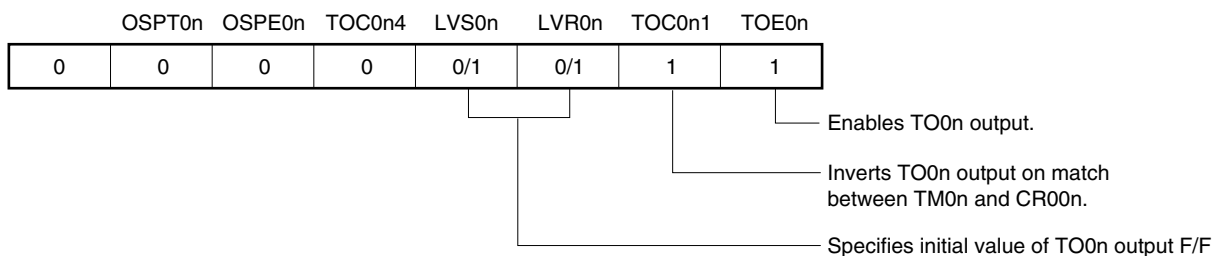 OSPT0n OSPE0n TOC0n4 LVS0n LVR0n TOC0n1 TOE0n
0 0 0 0 0/1 0/1 1 1
Enables TO0n output.
Inverts TO0n output on match
between TM0n and CR00n.
Specifies initial value of TO0n output F/F